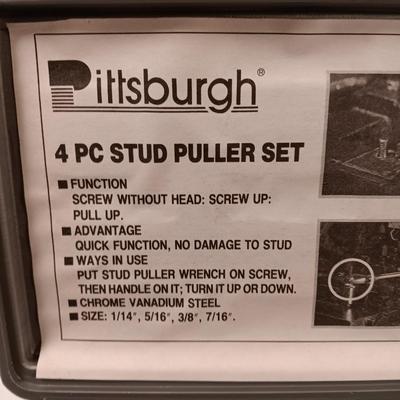 Pittsburgh®
4 PC STUD PULLER SET
■ FUNCTION
SCREW WITHOUT HEAD: SCREW UP:
PULL UP.
■ ADVANTAGE
QUICK FUNCTION, NO DAMAGE TO STUD
■ WAYS IN USE
PUT STUD PULLER WRENCH ON SCREW,
THEN HANDLE ON IT; TURN IT UP OR DOWN.
■ CHROME VANADIUM STEEL
■ SIZE: 1/14″, 5/16″, 3/8″, 7/16″.